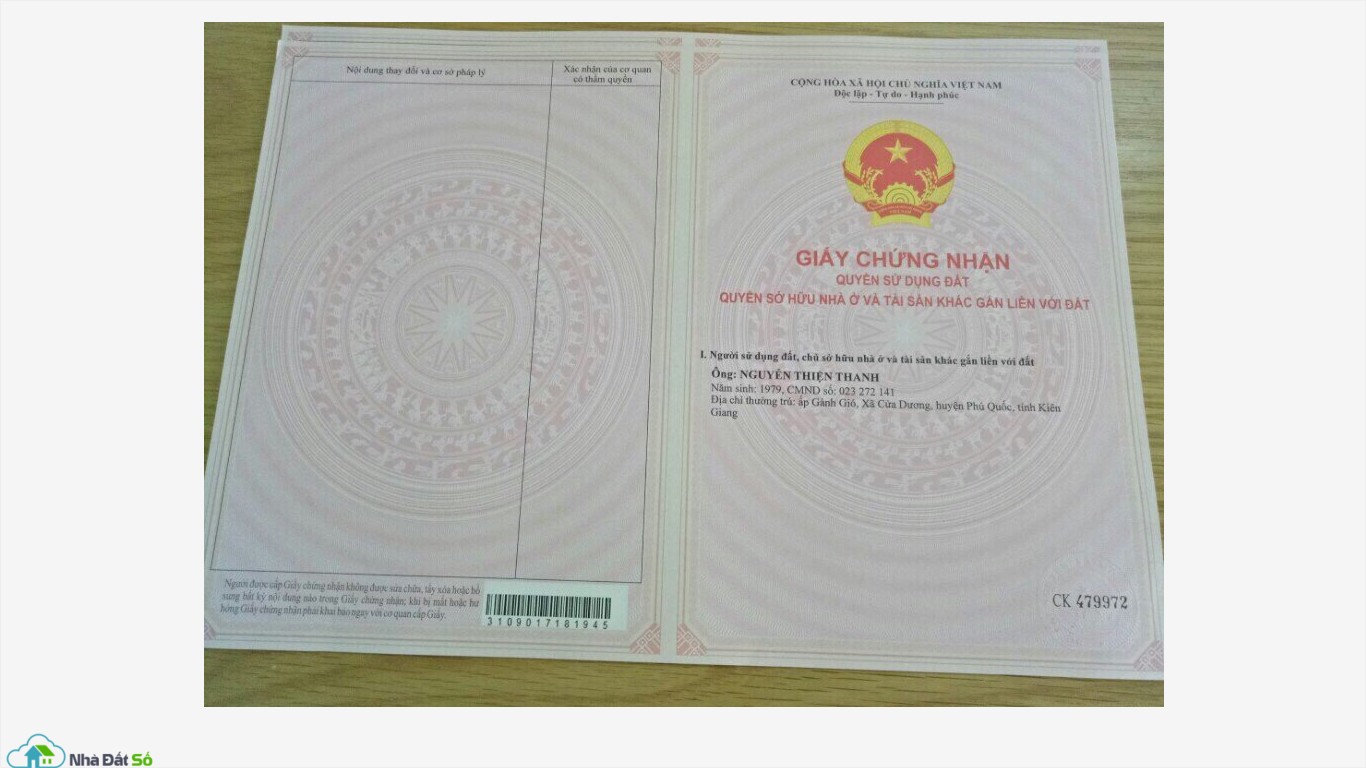 Nội dung thay đổi và cơ sở pháp lý
Xác nhận của cơ quan
có thẩm quyền
Người được cấp Giấy chứng nhận không được sửa chữa, tẩy xóa hoặc bổ
sung bất kỳ nội dung nào trong Giấy chứng nhận; khi bị mất hoặc hư
hỏng Giấy chứng nhận phải khai báo ngay với cơ quan cấp Giấy.
3109017181945
CỘNG HÒA XÃ HỘI CHỦ NGHĨA VIỆT NAM
Độc lập - Tự do - Hạnh phúc
GIẤY CHỨNG NHẬN
QUYỀN SỬ DỤNG ĐẤT
QUYỀN SỞ HỮU NHÀ Ở VÀ TÀI SẢN KHÁC GẮN LIỀN VỚI ĐẤT
I. Người sử dụng đất, chủ sở hữu nhà ở và tài sản khác gắn liền với đất
Ông: NGUYỄN THIỆN THANH
Năm sinh: 1979, CMND số: 023 272 141
Địa chỉ thường trú: ấp Gành Gió, Xã Cửa Dương, huyện Phú Quốc, tỉnh Kiên
Giang
CK 479972
Nhà Đất Số